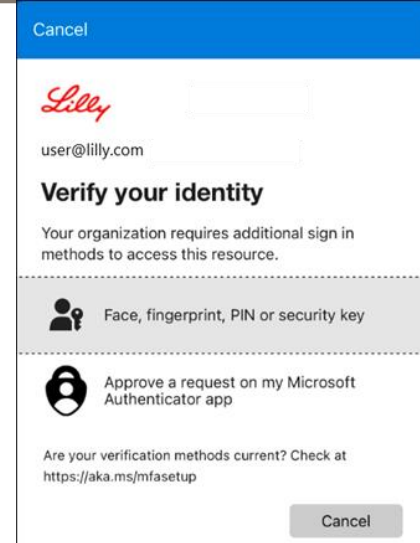 Cancel
Lilly
user@lilly.com
Verify your identity
Your organization requires additional sign in
methods to access this resource.
Face, fingerprint, PIN or security key
Approve a request on my Microsoft
Authenticator app
Are your verification methods current? Check at
https://aka.ms/mfasetup
Cancel